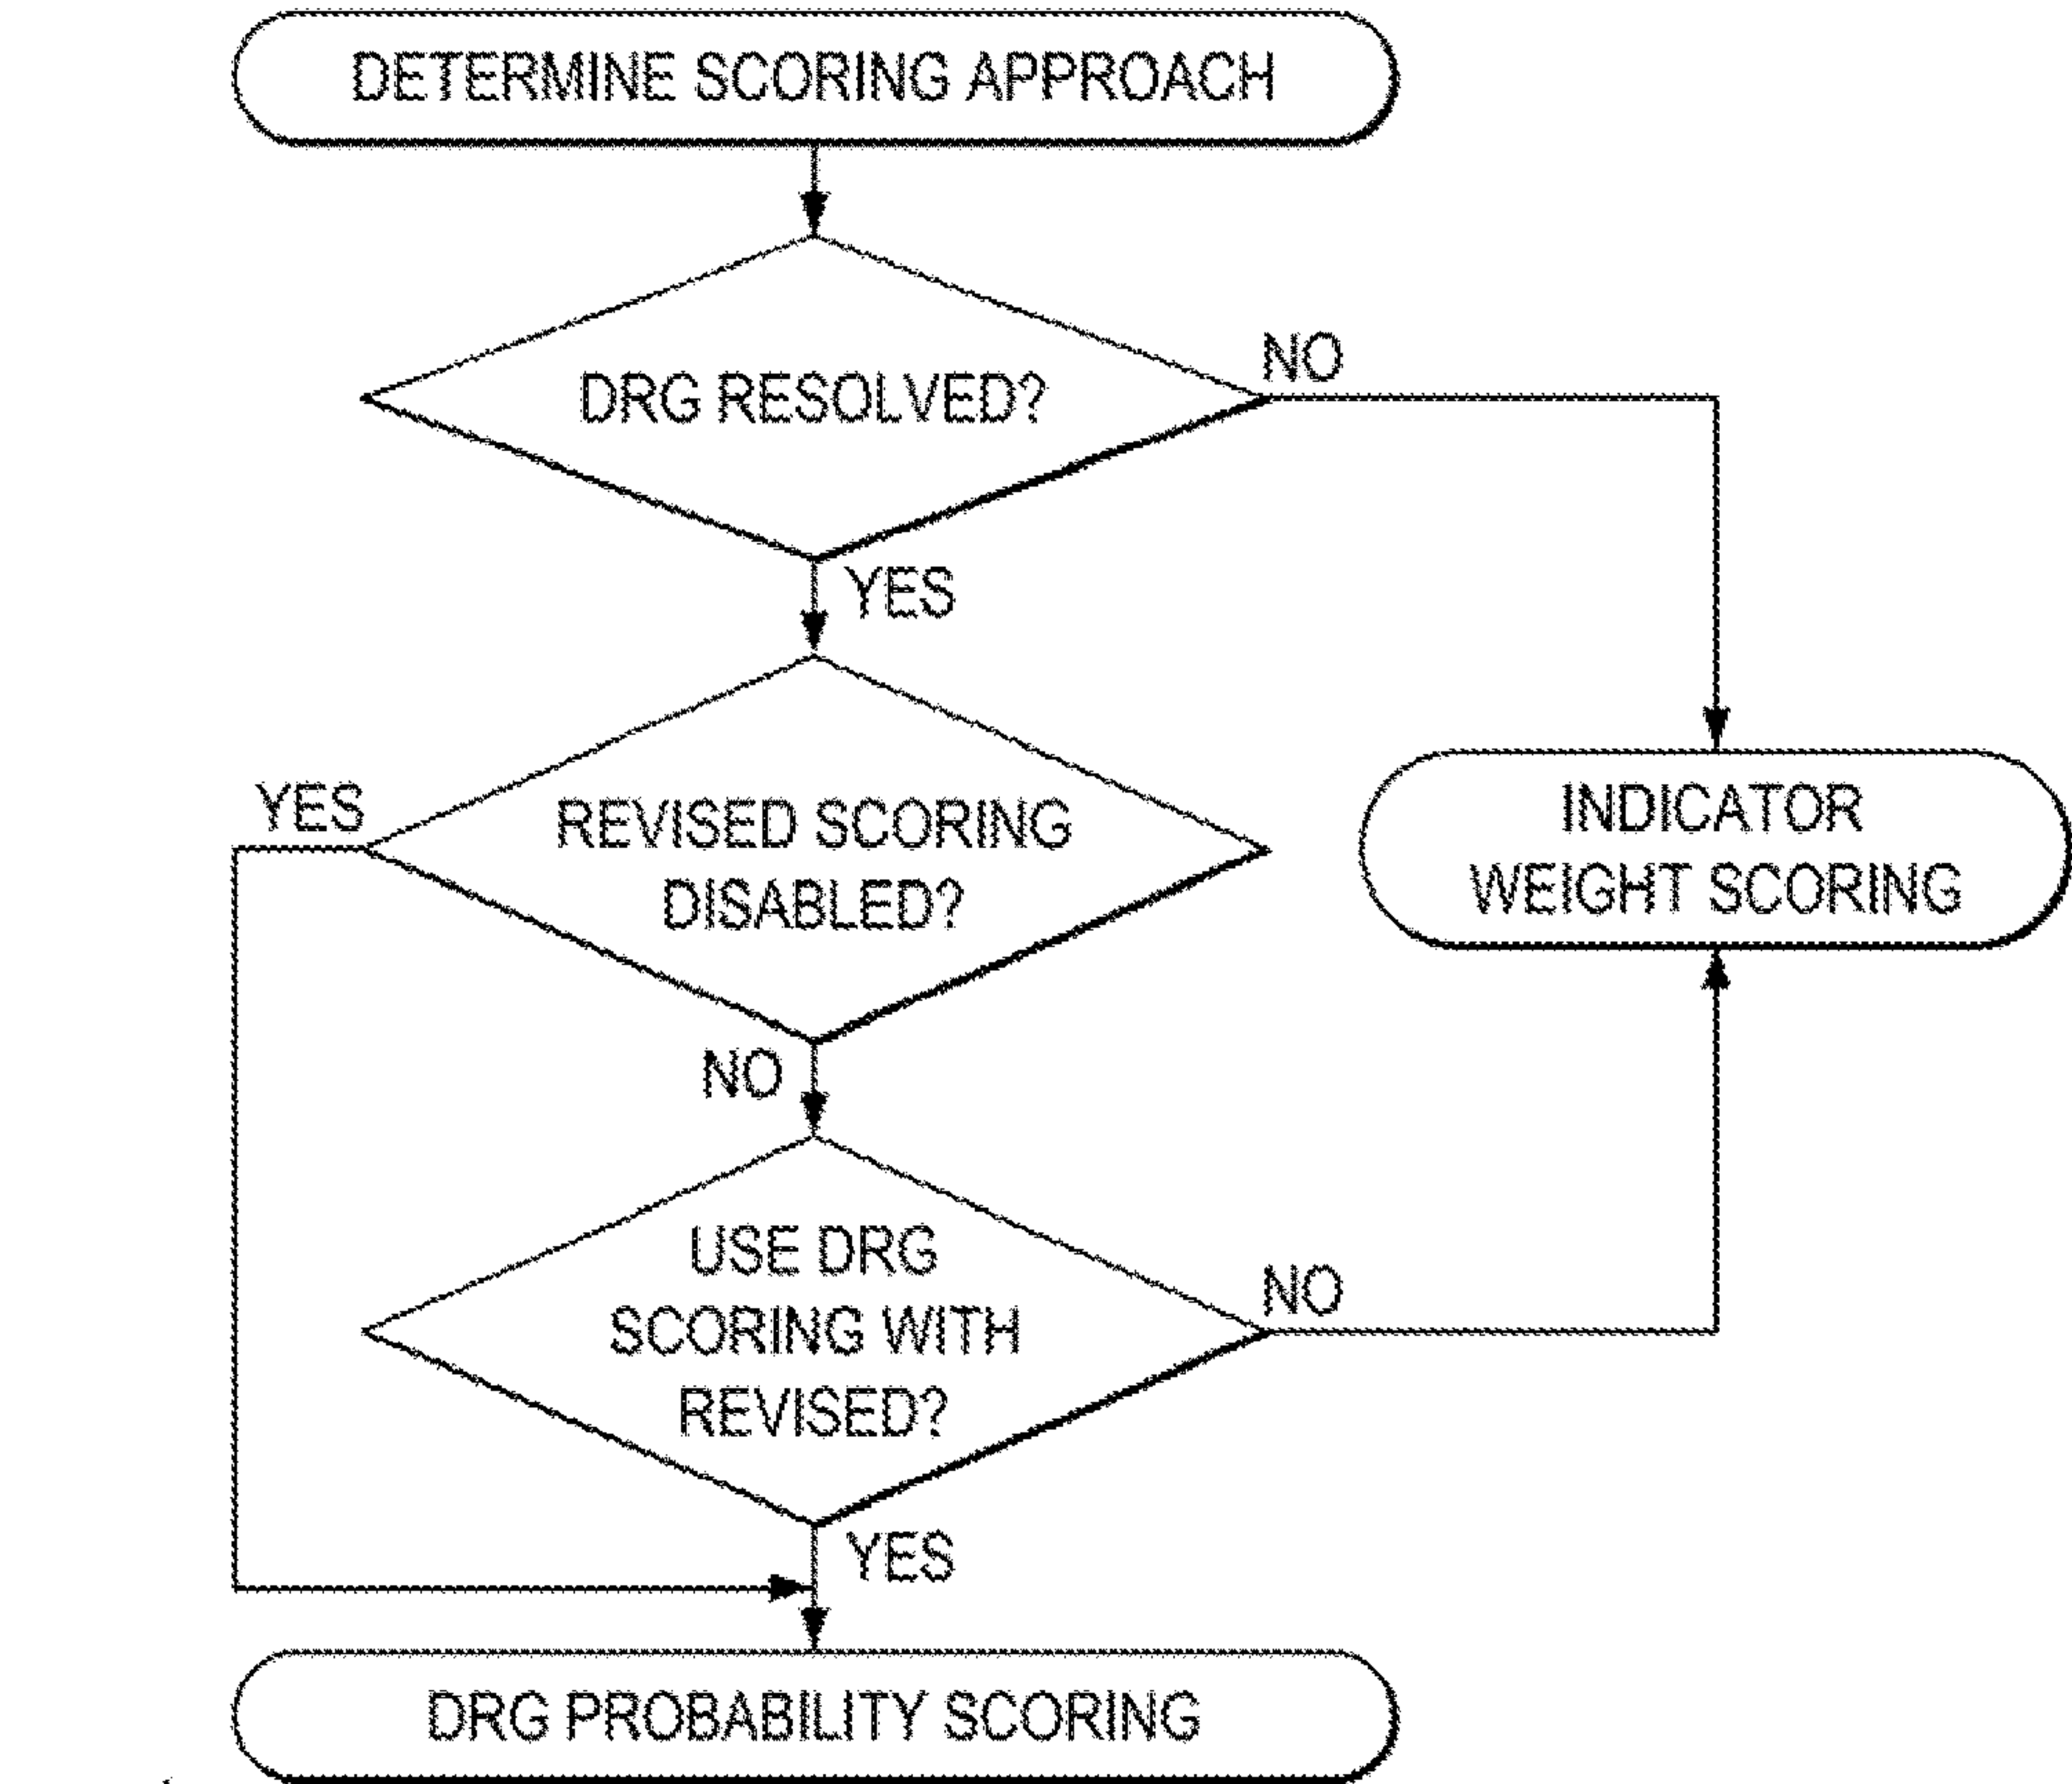 DETERMINE SCORING APPROACH
DRG RESOLVED?
NO
YES
REVISED SCORING
DISABLED?
YES
NO
INDICATOR
WEIGHT SCORING
USE DRG
SCORING WITH
REVISED?
NO
YES
DRG PROBABILITY SCORING